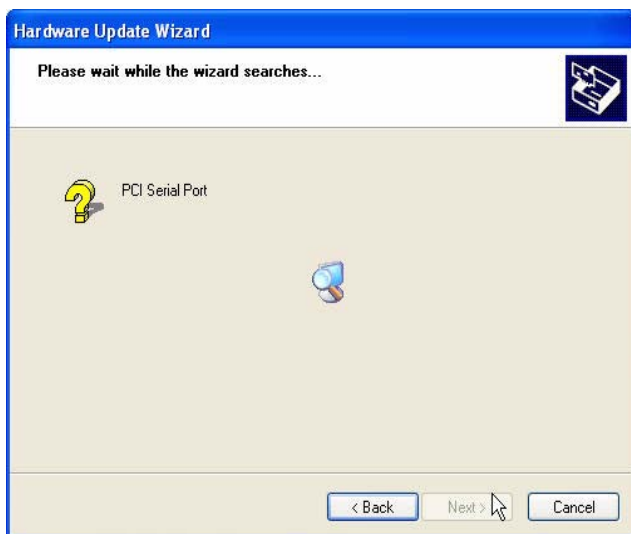 Hardware Update Wizard
Please wait while the wizard searches...
PCI Serial Port
< Back Next > Cancel